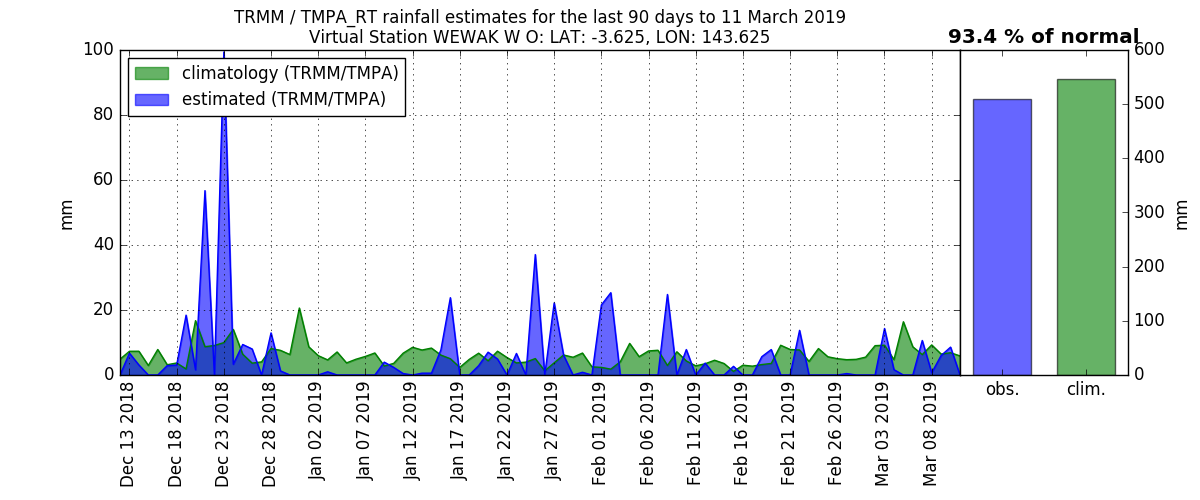 TRMM / TMPA_RT rainfall estimates for the last 90 days to 11 March 2019
Virtual Station WEWAK W O: LAT: -3.625, LON: 143.625
93.4 % of normal
climatology (TRMM/TMPA)
estimated (TRMM/TMPA)
100
80
60
40
20
0
mm
600
500
400
300
200
100
0
mm
obs.
clim.
Dec 13 2018
Dec 18 2018
Dec 23 2018
Dec 28 2018
Jan 02 2019
Jan 07 2019
Jan 12 2019
Jan 17 2019
Jan 22 2019
Jan 27 2019
Feb 01 2019
Feb 06 2019
Feb 11 2019
Feb 16 2019
Feb 21 2019
Feb 26 2019
Mar 03 2019
Mar 08 2019